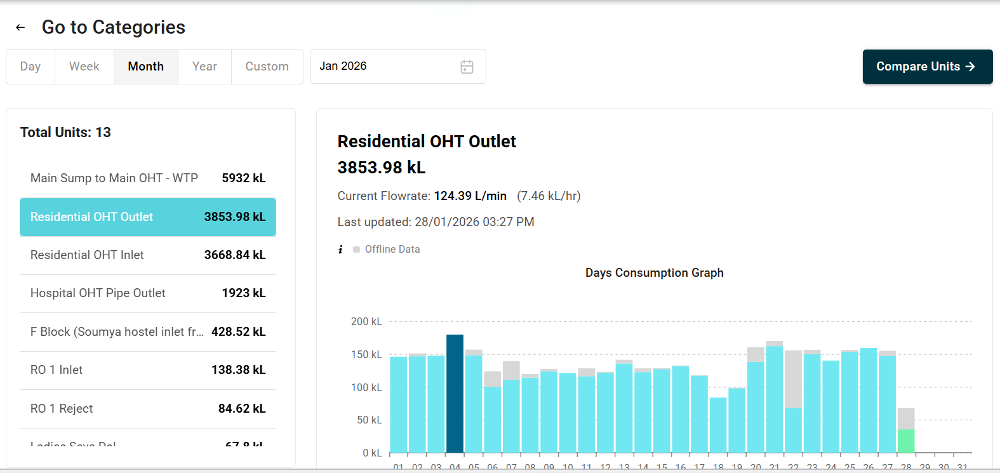 ← Go to Categories
Day Week Month Year Custom Jan 2026 Compare Units →
Total Units: 13
Main Sump to Main OHT - WTP 5932 kL
Residential OHT Outlet 3853.98 kL
Residential OHT Inlet 3668.84 kL
Hospital OHT Pipe Outlet 1923 kL
F Block (Soumya hostel inlet fr... 428.52 kL
RO 1 Inlet 138.38 kL
RO 1 Reject 84.62 kL
Ladies Seva Dal 67.8 kL
Residential OHT Outlet
3853.98 kL
Current Flowrate: 124.39 L/min (7.46 kL/hr)
Last updated: 28/01/2026 03:27 PM
i Offline Data
Days Consumption Graph
200 kL
150 kL
100 kL
50 kL
0 kL
01 02 03 04 05 06 07 08 09 10 11 12 13 14 15 16 17 18 19 20 21 22 23 24 25 26 27 28 29 30 31